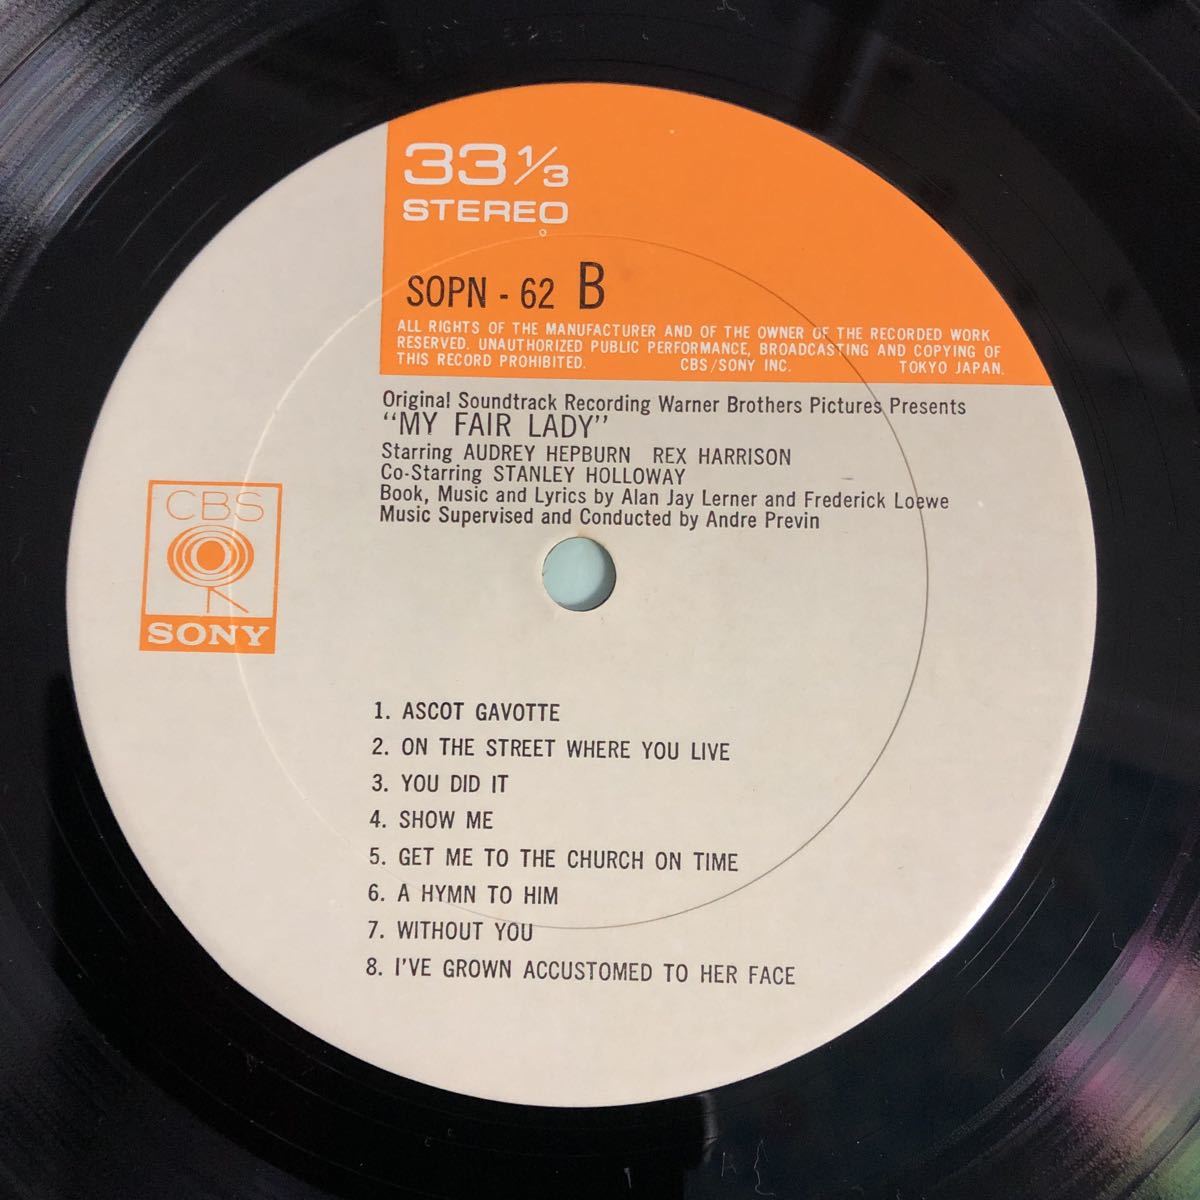 33 1/3
STEREO
SOPN - 62 B
ALL RIGHTS OF THE MANUFACTURER AND OF THE OWNER OF THE RECORDED WORK
RESERVED. UNAUTHORIZED PUBLIC PERFORMANCE, BROADCASTING AND COPYING OF
THIS RECORD PROHIBITED. CBS/SONY INC. TOKYO JAPAN.
Original Soundtrack Recording Warner Brothers Pictures Presents
"MY FAIR LADY"
Starring AUDREY HEPBURN REX HARRISON
Co-Starring STANLEY HOLLOWAY
Book, Music and Lyrics by Alan Jay Lerner and Frederick Loewe
Music Supervised and Conducted by Andre Previn
CBS
SONY
1. ASCOT GAVOTTE
2. ON THE STREET WHERE YOU LIVE
3. YOU DID IT
4. SHOW ME
5. GET ME TO THE CHURCH ON TIME
6. A HYMN TO HIM
7. WITHOUT YOU
8. I'VE GROWN ACCUSTOMED TO HER FACE